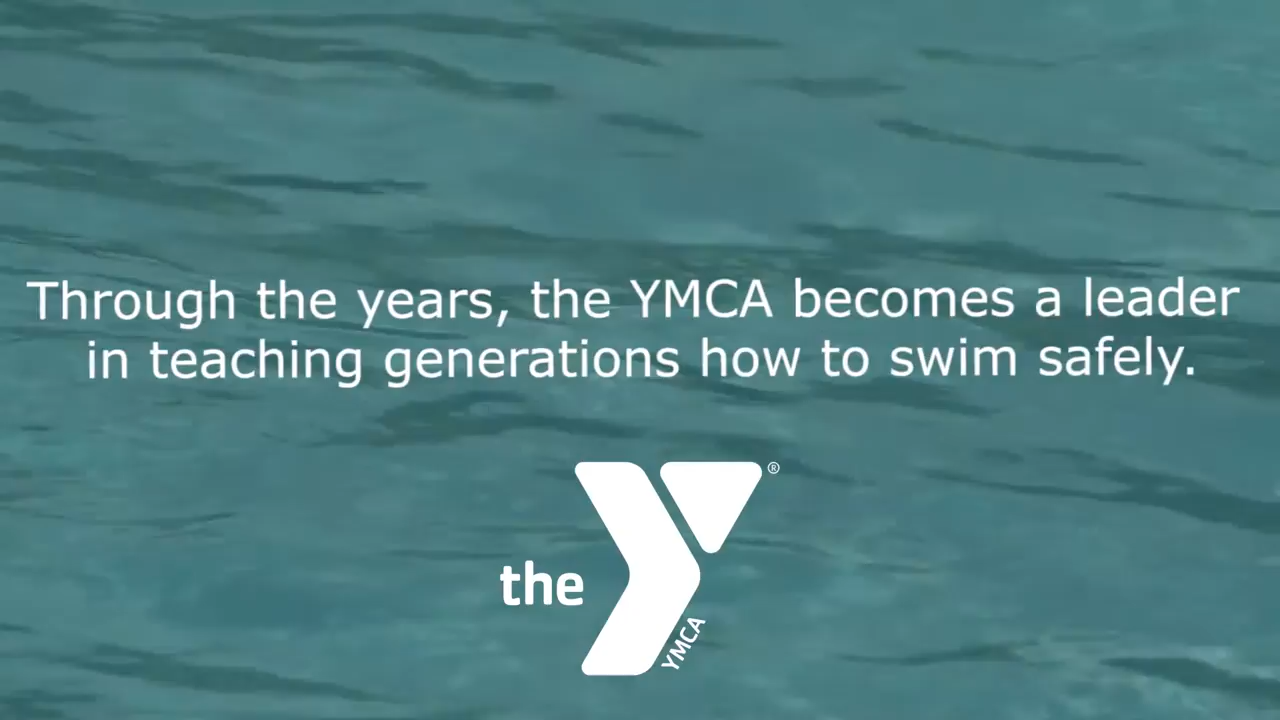 Through the years, the YMCA becomes a leader
in teaching generations how to swim safely.
the Y®
YMCA